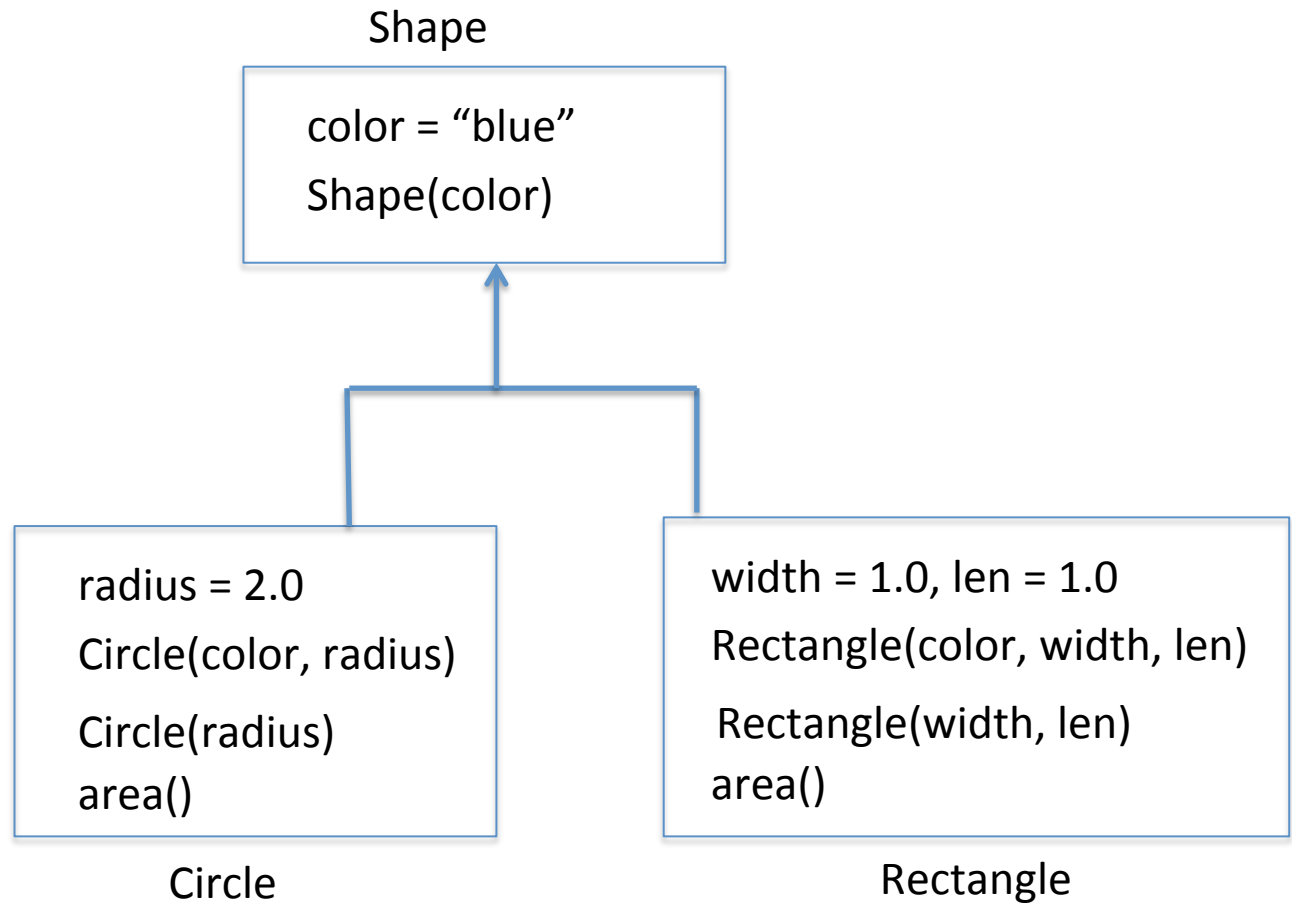 Shape
color = “blue”
Shape(color)
radius = 2.0
Circle(color, radius)
Circle(radius)
area()
Circle
width = 1.0, len = 1.0
Rectangle(color, width, len)
Rectangle(width, len)
area()
Rectangle